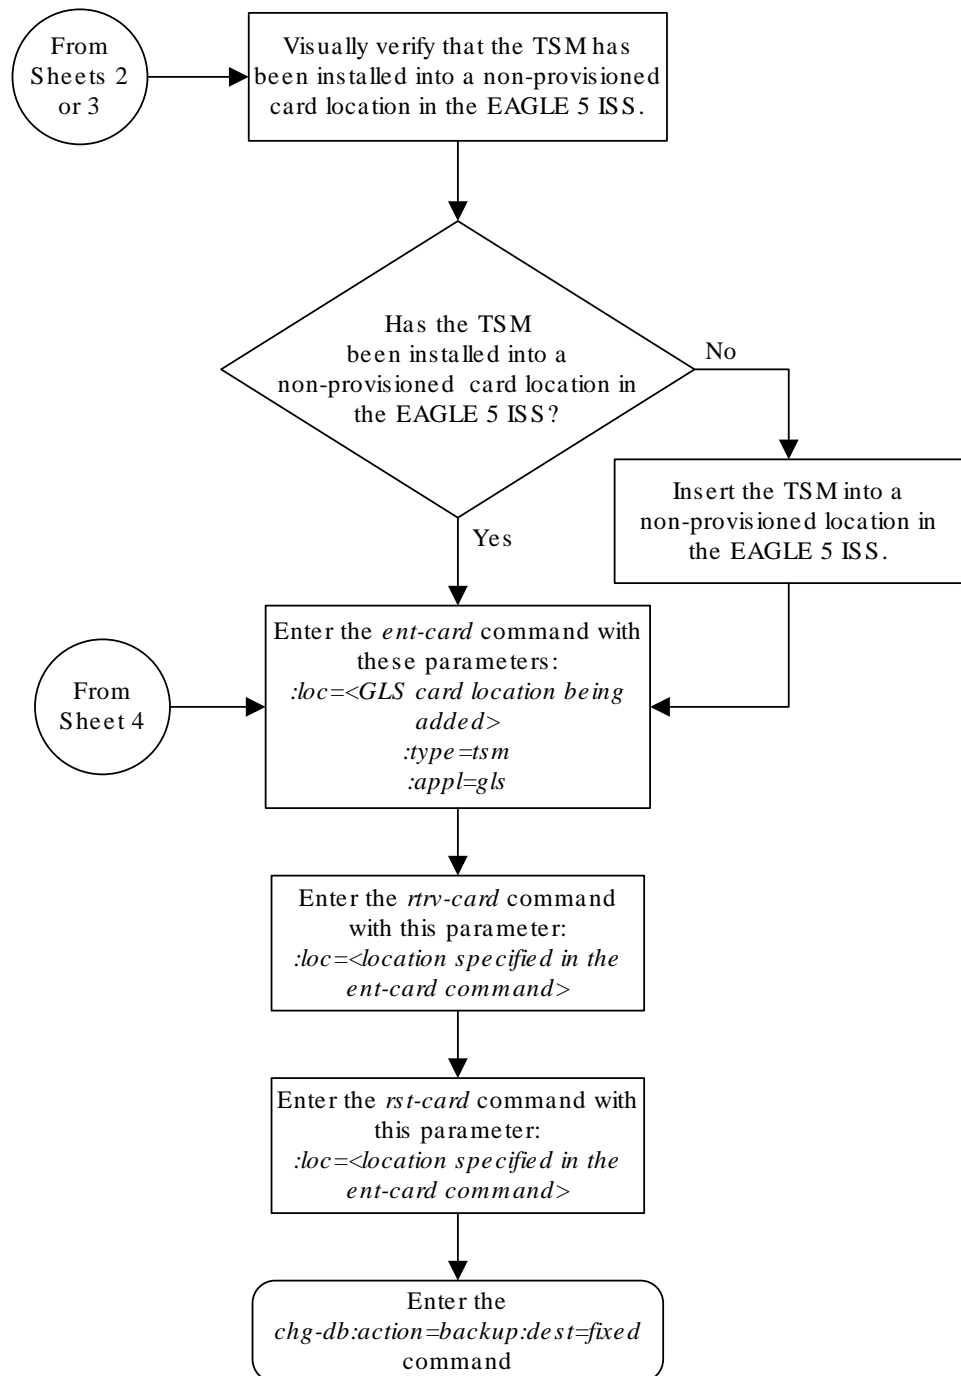 From
Sheets 2
or 3
Visually verify that the TSM has
been installed into a non-provisioned
card location in the EAGLE 5 ISS.
Has the TSM
been installed into a
non-provisioned card location in
the EAGLE 5 ISS?
No
Insert the TSM into a
non-provisioned location in
the EAGLE 5 ISS.
Yes
From
Sheet 4
Enter the ent-card command with
these parameters:
:loc=<GLS card location being
added>
:type=tsm
:appl=gls
Enter the rtrv-card command
with this parameter:
:loc=<location specified in the
ent-card command>
Enter the rst-card command with
this parameter:
:loc=<location specified in the
ent-card command>
Enter the
chg-db:action=backup:dest=fixed
command